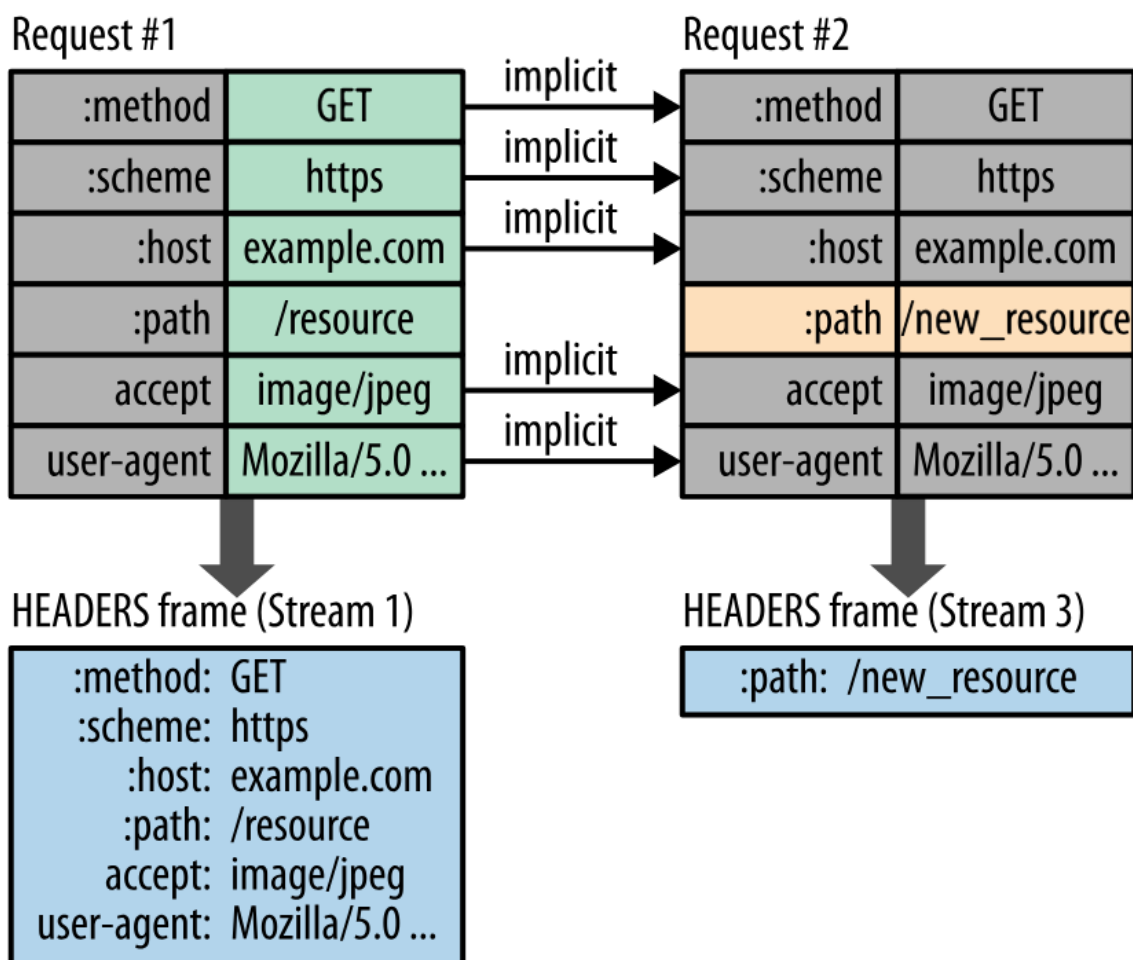 Request #1
:method GET
:scheme https
:host example.com
:path /resource
accept image/jpeg
user-agent Mozilla/5.0 ...
implicit
implicit
implicit
implicit
implicit
Request #2
:method GET
:scheme https
:host example.com
:path /new_resource
accept image/jpeg
user-agent Mozilla/5.0 ...
HEADERS frame (Stream 1)
:method: GET
:scheme: https
:host: example.com
:path: /resource
accept: image/jpeg
user-agent: Mozilla/5.0 ...
HEADERS frame (Stream 3)
:path: /new_resource